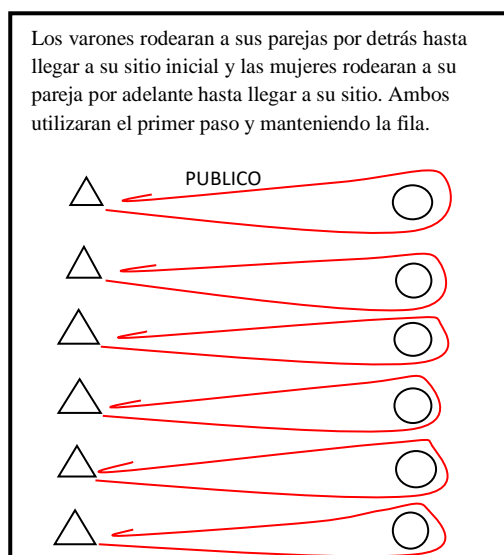 Los varones rodearan a sus parejas por detrás hasta
llegar a su sitio inicial y las mujeres rodearan a su
pareja por adelante hasta llegar a su sitio. Ambos
utilizaran el primer paso y manteniendo la fila.
PUBLICO